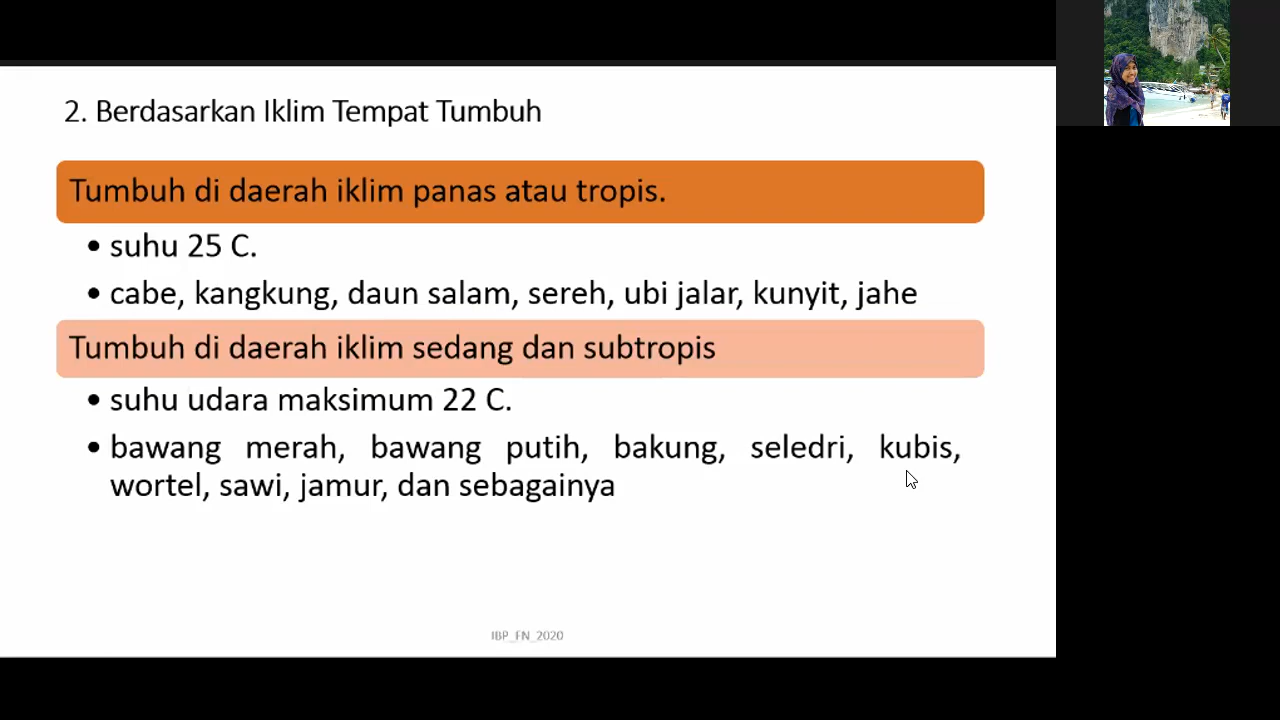 2. Berdasarkan Iklim Tempat Tumbuh
Tumbuh di daerah iklim panas atau tropis.
• suhu 25 C.
• cabe, kangkung, daun salam, sereh, ubi jalar, kunyit, jahe
Tumbuh di daerah iklim sedang dan subtropis
• suhu udara maksimum 22 C.
• bawang merah, bawang putih, bakung, seledri, kubis,
wortel, sawi, jamur, dan sebagainya
IBP_FN_2020